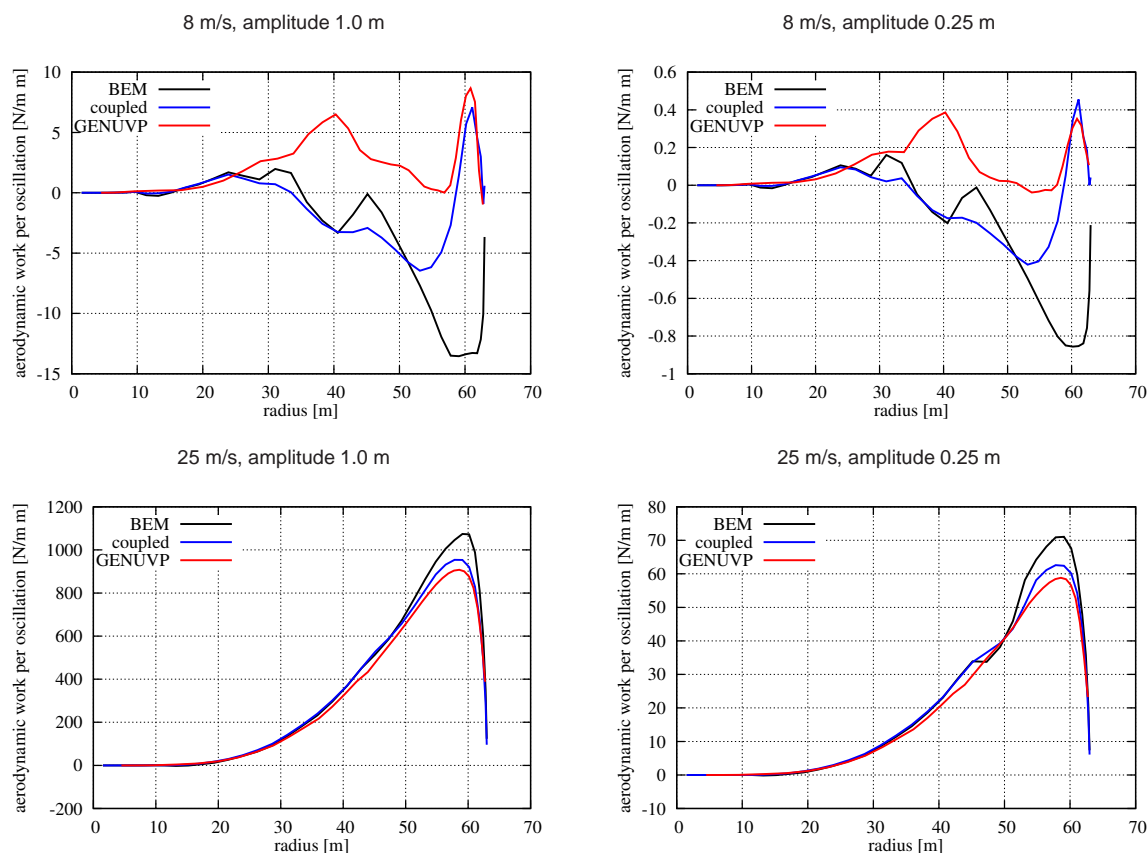 8 m/s, amplitude 1.0 m
aerodynamic work per oscillation [N/m m]
10
5
0
-5
-10
-15
BEM
coupled
GENUVP
0 10 20 30 40 50 60 70
radius [m]
8 m/s, amplitude 0.25 m
aerodynamic work per oscillation [N/m m]
0.6
0.4
0.2
0
-0.2
-0.4
-0.6
-0.8
-1
BEM
coupled
GENUVP
0 10 20 30 40 50 60 70
radius [m]
25 m/s, amplitude 1.0 m
aerodynamic work per oscillation [N/m m]
1200
1000
800
600
400
200
0
-200
BEM
coupled
GENUVP
0 10 20 30 40 50 60 70
radius [m]
25 m/s, amplitude 0.25 m
aerodynamic work per oscillation [N/m m]
80
70
60
50
40
30
20
10
0
-10
BEM
coupled
GENUVP
0 10 20 30 40 50 60 70
radius [m]